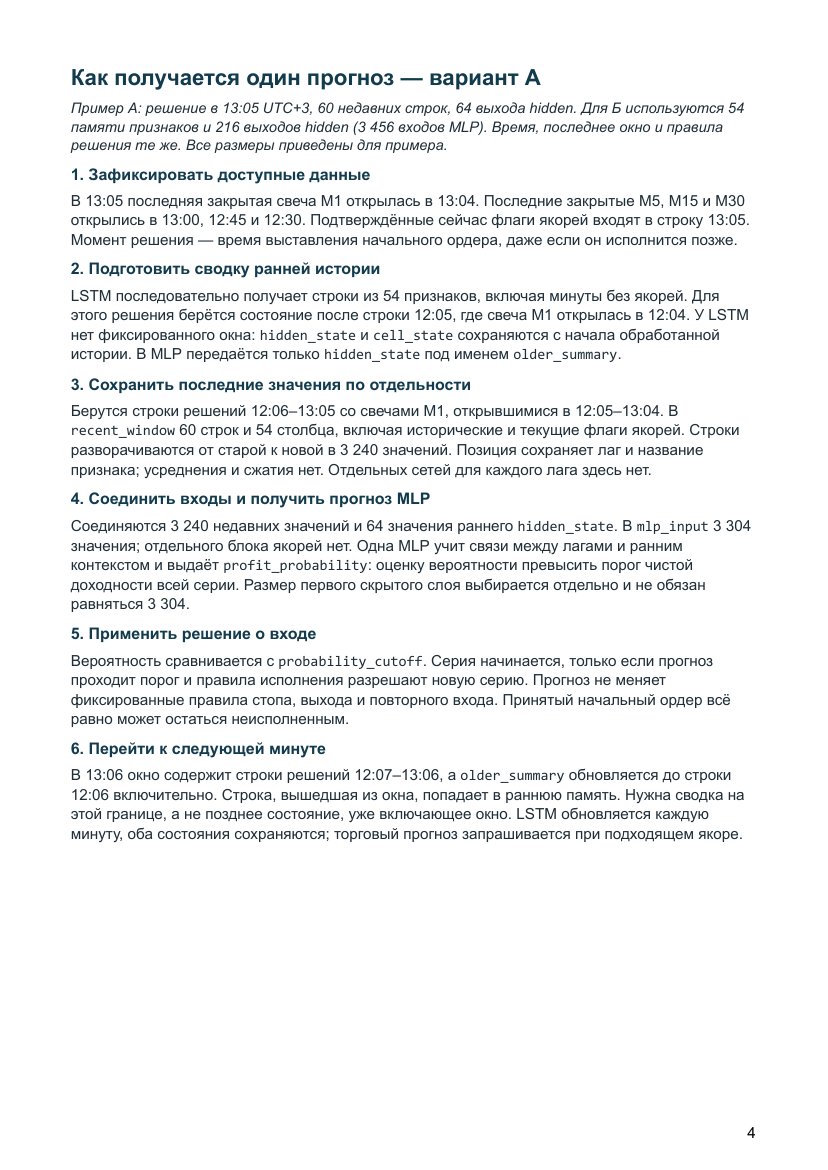 Как получается один прогноз — вариант А
Пример А: решение в 13:05 UTC+3, 60 недавних строк, 64 выхода hidden. Для Б используются 54
памяти признаков и 216 выходов hidden (3 456 входов MLP). Время, последнее окно и правила
решения те же. Все размеры приведены для примера.
1. Зафиксировать доступные данные
В 13:05 последняя закрытая свеча M1 открылась в 13:04. Последние закрытые M5, M15 и M30
открылись в 13:00, 12:45 и 12:30. Подтверждённые сейчас флаги якорей входят в строку 13:05.
Момент решения — время выставления начального ордера, даже если он исполнится позже.
2. Подготовить сводку ранней истории
LSTM последовательно получает строки из 54 признаков, включая минуты без якорей. Для
этого решения берётся состояние после строки 12:05, где свеча M1 открылась в 12:04. У LSTM
нет фиксированного окна: hidden_state и cell_state сохраняются с начала обработанной
истории. В MLP передаётся только hidden_state под именем older_summary.
3. Сохранить последние значения по отдельности
Берутся строки решений 12:06–13:05 со свечами M1, открывшимися в 12:05–13:04. В
recent_window 60 строк и 54 столбца, включая исторические и текущие флаги якорей. Строки
разворачиваются от старой к новой в 3 240 значений. Позиция сохраняет лаг и название
признака; усреднения и сжатия нет. Отдельных сетей для каждого лага здесь нет.
4. Соединить входы и получить прогноз MLP
Соединяются 3 240 недавних значений и 64 значения раннего hidden_state. В mlp_input 3 304
значения; отдельного блока якорей нет. Одна MLP учит связи между лагами и ранним
контекстом и выдаёт profit_probability: оценку вероятности превысить порог чистой
доходности всей серии. Размер первого скрытого слоя выбирается отдельно и не обязан
равняться 3 304.
5. Применить решение о входе
Вероятность сравнивается с probability_cutoff. Серия начинается, только если прогноз
проходит порог и правила исполнения разрешают новую серию. Прогноз не меняет
фиксированные правила стопа, выхода и повторного входа. Принятый начальный ордер всё
равно может остаться неисполненным.
6. Перейти к следующей минуте
В 13:06 окно содержит строки решений 12:07–13:06, а older_summary обновляется до строки
12:06 включительно. Строка, вышедшая из окна, попадает в раннюю память. Нужна сводка на
этой границе, а не позднее состояние, уже включающее окно. LSTM обновляется каждую
минуту, оба состояния сохраняются; торговый прогноз запрашивается при подходящем якоре.
4